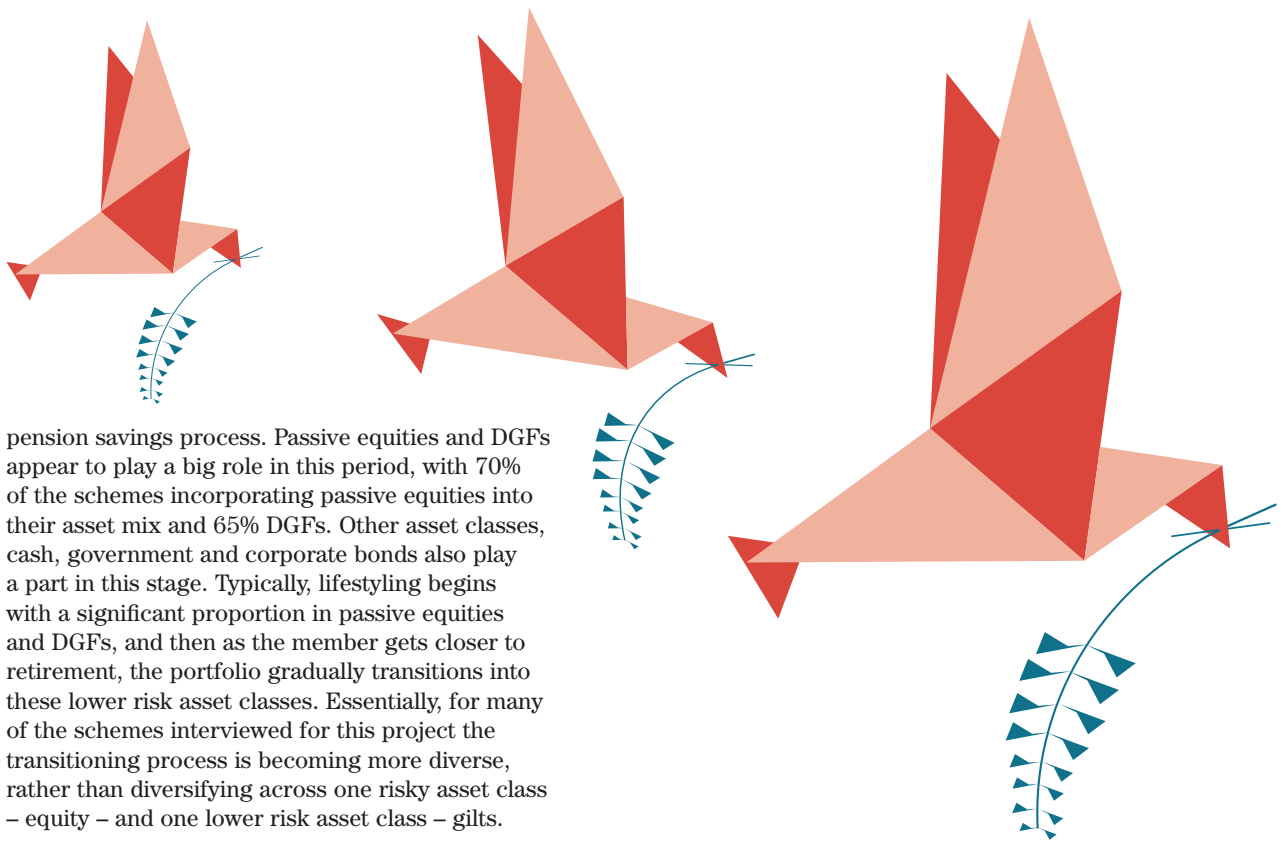 pension savings process. Passive equities and DGFs
appear to play a big role in this period, with 70%
of the schemes incorporating passive equities into
their asset mix and 65% DGFs. Other asset classes,
cash, government and corporate bonds also play
a part in this stage. Typically, lifestyling begins
with a significant proportion in passive equities
and DGFs, and then as the member gets closer to
retirement, the portfolio gradually transitions into
these lower risk asset classes. Essentially, for many
of the schemes interviewed for this project the
transitioning process is becoming more diverse,
rather than diversifying across one risky asset class
– equity – and one lower risk asset class – gilts.